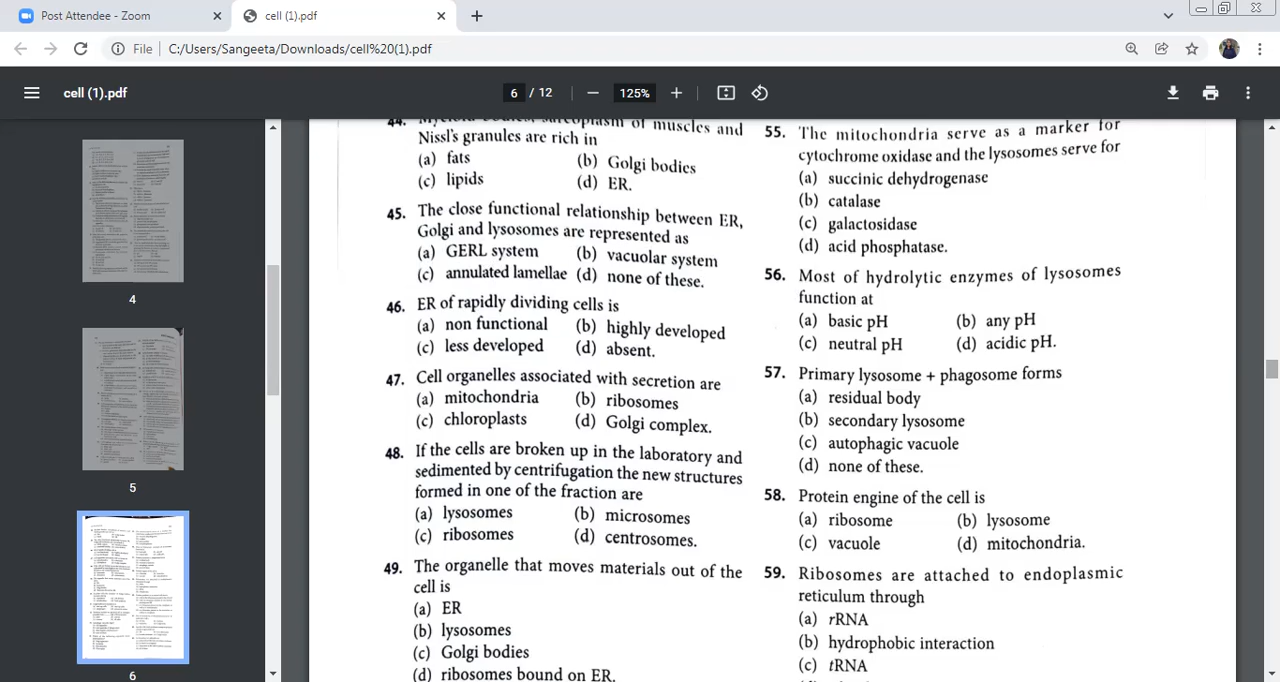 Post Attendee - Zoom
cell (1).pdf
File
C:/Users/Sangeeta/Downloads/cell%20(1).pdf
cell (1).pdf
6 / 12
125%
4
5
6
44. Myeloid bodies, sarcoplasm of muscles and
Nissl's granules are rich in
(a) fats (b) Golgi bodies
(c) lipids (d) ER.
45. The close functional relationship between ER,
Golgi and lysosomes are represented as
(a) GERL system (b) vacuolar system
(c) annulated lamellae (d) none of these.
46. ER of rapidly dividing cells is
(a) non functional (b) highly developed
(c) less developed (d) absent.
47. Cell organelles associated with secretion are
(a) mitochondria (b) ribosomes
(c) chloroplasts (d) Golgi complex.
48. If the cells are broken up in the laboratory and
sedimented by centrifugation the new structures
formed in one of the fraction are
(a) lysosomes (b) microsomes
(c) ribosomes (d) centrosomes.
49. The organelle that moves materials out of the
cell is
(a) ER
(b) lysosomes
(c) Golgi bodies
(d) ribosomes bound on ER.
55. The mitochondria serve as a marker for
cytochrome oxidase and the lysosomes serve for
(a) succinic dehydrogenase
(b) catalase
(c) galactosidase
(d) acid phosphatase.
56. Most of hydrolytic enzymes of lysosomes
function at
(a) basic pH (b) any pH
(c) neutral pH (d) acidic pH.
57. Primary lysosome + phagosome forms
(a) residual body
(b) secondary lysosome
(c) autophagic vacuole
(d) none of these.
58. Protein engine of the cell is
(a) ribosome (b) lysosome
(c) vacuole (d) mitochondria.
59. Ribosomes are attached to endoplasmic
reticulum through
(a) rRNA
(b) hydrophobic interaction
(c) tRNA